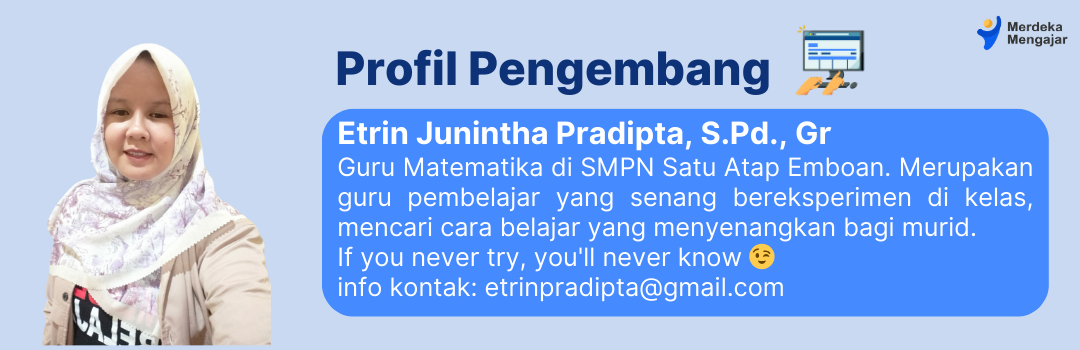 Merdeka
Mengajar
Profil Pengembang
Etrin Junintha Pradipta, S.Pd., Gr
Guru Matematika di SMPN Satu Atap Emboan. Merupakan
guru pembelajar yang senang bereksperimen di kelas,
mencari cara belajar yang menyenangkan bagi murid.
If you never try, you'll never know 😉
info kontak: etrinpradipta@gmail.com